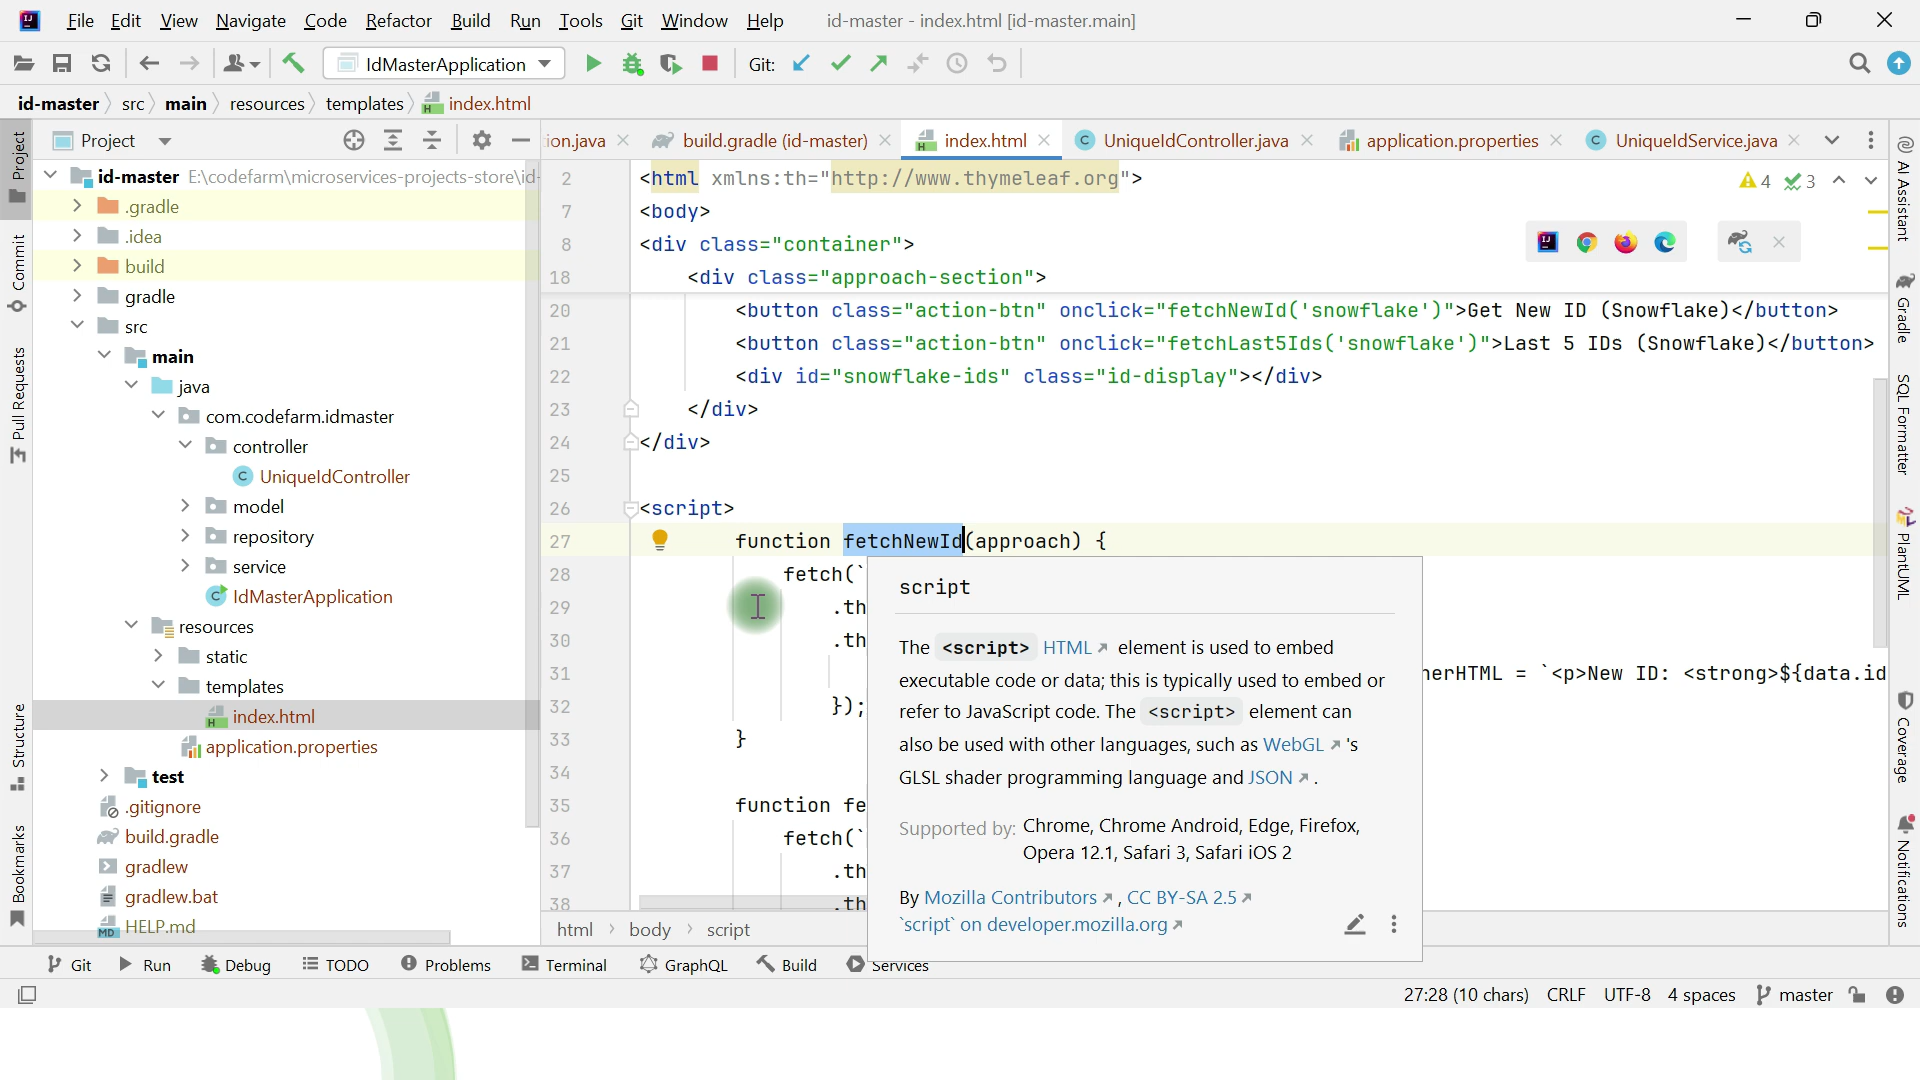 File Edit View Navigate Code Refactor Build Run Tools Git Window Help id-master - index.html [id-master.main]
IdMasterApplication Git:
id-master src main resources templates index.html
Project
ion.java build.gradle (id-master) index.html UniqueIdController.java application.properties UniqueIdService.java
id-master E:\codefarm\microservices-projects-store\id-
.gradle
.idea
build
gradle
src
main
java
com.codefarm.idmaster
controller
UniqueIdController
model
repository
service
IdMasterApplication
resources
static
templates
index.html
application.properties
test
.gitignore
build.gradle
gradlew
gradlew.bat
HELP.md
Project
Commit
Pull Requests
Structure
Bookmarks
2 <html xmlns:th="http://www.thymeleaf.org">
4 3
7 <body>
8 <div class="container">
18 <div class="approach-section">
20 <button class="action-btn" onclick="fetchNewId('snowflake')">Get New ID (Snowflake)</button>
21 <button class="action-btn" onclick="fetchLast5Ids('snowflake')">Last 5 IDs (Snowflake)</button>
22 <div id="snowflake-ids" class="id-display"></div>
23 </div>
24 </div>
25
26 <script>
27 function fetchNewId(approach) {
28 fetch(`
29 .th
30 .th
31 nerHTML = `<p>New ID: <strong>${data.id
32 });
33 }
34
35 function fe
36 fetch(`
37 .th
38 .th
script
The <script> HTML element is used to embed
executable code or data; this is typically used to embed or
refer to JavaScript code. The <script> element can
also be used with other languages, such as WebGL 's
GLSL shader programming language and JSON .
Supported by: Chrome, Chrome Android, Edge, Firefox,
Opera 12.1, Safari 3, Safari iOS 2
By Mozilla Contributors , CC BY-SA 2.5
`script` on developer.mozilla.org
html body script
AI Assistant
Gradle
SQL Formatter
PlantUML
Coverage
Notifications
Git Run Debug TODO Problems Terminal GraphQL Build Services
27:28 (10 chars) CRLF UTF-8 4 spaces master